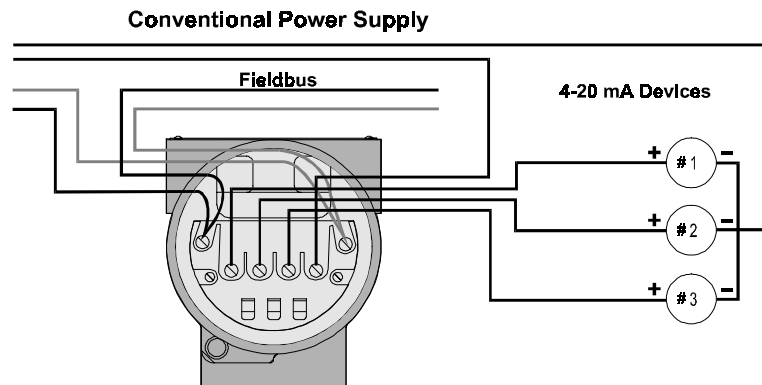 Conventional Power Supply
Fieldbus
4-20 mA Devices
+ #1 −
+ #2 −
+ #3 −